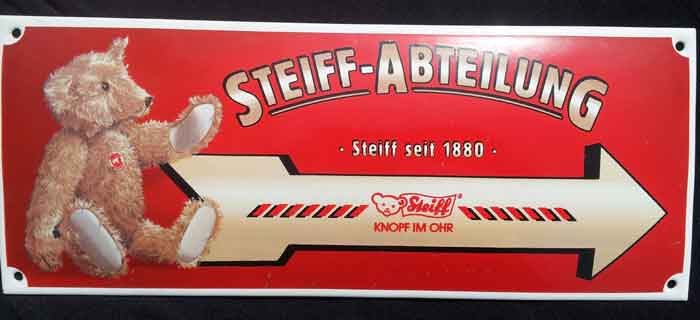 STEIFF-ABTEILUNG
· Steiff seit 1880 ·
Steiff®
KNOPF IM OHR